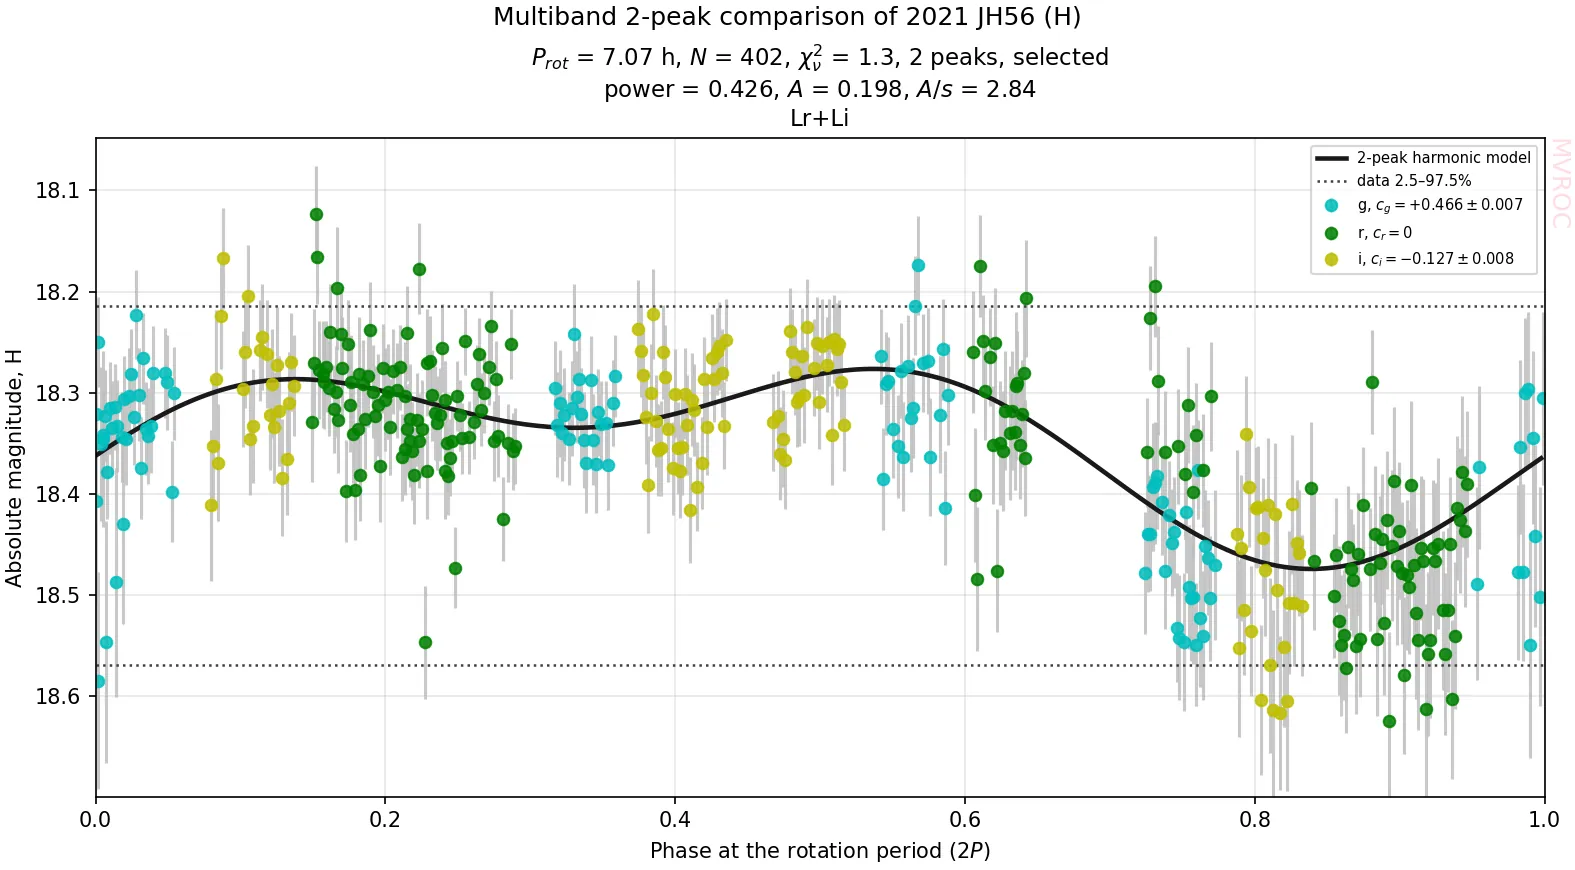 Multiband 2-peak comparison of 2021 JH56 (H)
P_rot = 7.07 h, N = 402, χ²_ν = 1.3, 2 peaks, selected
power = 0.426, A = 0.198, A/s = 2.84
Lr+Li
2-peak harmonic model
data 2.5–97.5%
g, c_g = +0.466 ± 0.007
r, c_r = 0
i, c_i = −0.127 ± 0.008
MVROC
Absolute magnitude, H
18.1
18.2
18.3
18.4
18.5
18.6
0.0 0.2 0.4 0.6 0.8 1.0
Phase at the rotation period (2P)